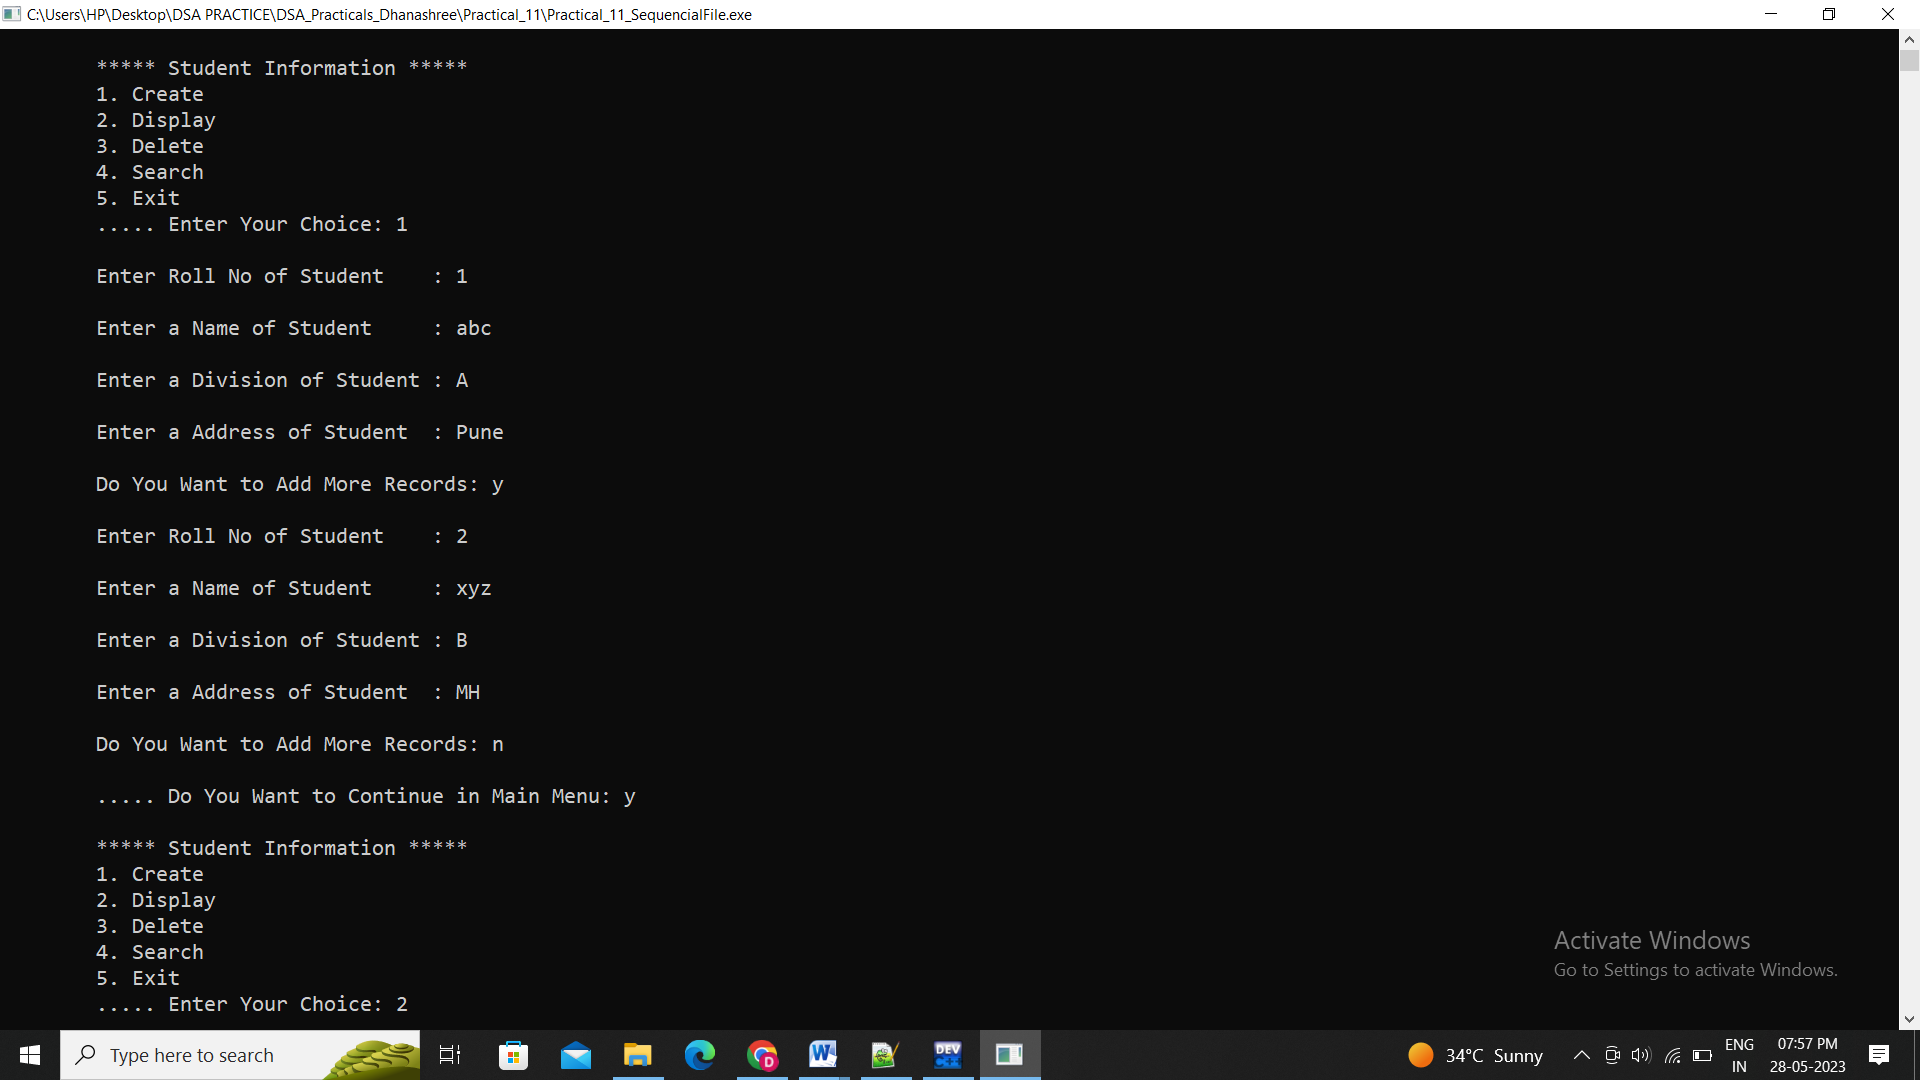 C:\Users\HP\Desktop\DSA PRACTICE\DSA_Practicals_Dhanashree\Practical_11\Practical_11_SequencialFile.exe
***** Student Information *****
1. Create
2. Display
3. Delete
4. Search
5. Exit
..... Enter Your Choice: 1
Enter Roll No of Student    : 1
Enter a Name of Student     : abc
Enter a Division of Student : A
Enter a Address of Student  : Pune
Do You Want to Add More Records: y
Enter Roll No of Student    : 2
Enter a Name of Student     : xyz
Enter a Division of Student : B
Enter a Address of Student  : MH
Do You Want to Add More Records: n
..... Do You Want to Continue in Main Menu: y
***** Student Information *****
1. Create
2. Display
3. Delete
4. Search
5. Exit
..... Enter Your Choice: 2
Activate Windows
Go to Settings to activate Windows.
Type here to search
D
W
DEV
C++
34°C Sunny
ENG
IN
07:57 PM
28-05-2023